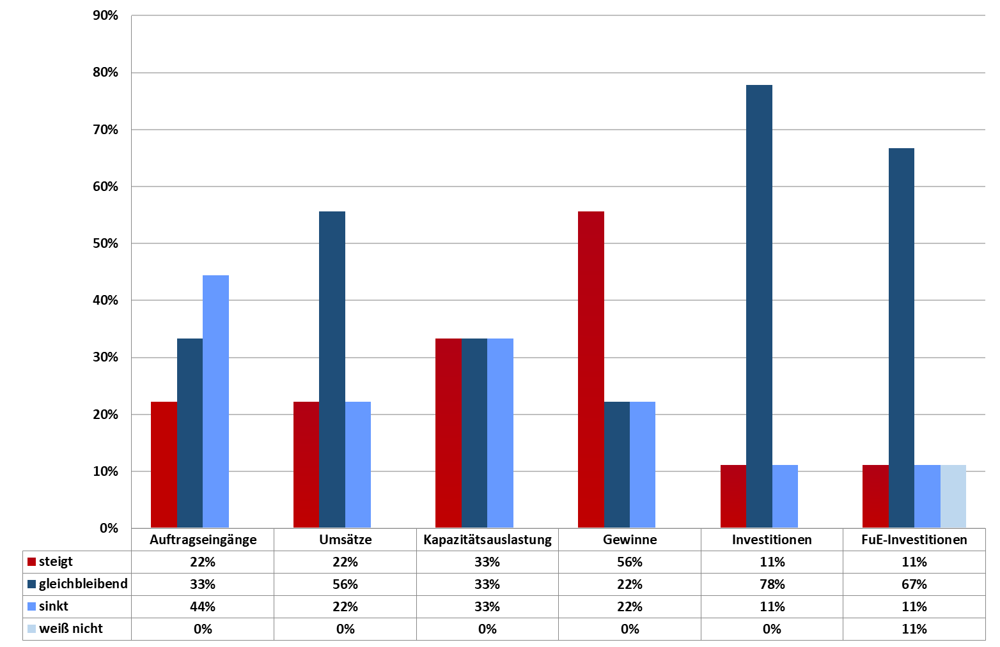 90%
80%
70%
60%
50%
40%
30%
20%
10%
0%
Auftragseingänge Umsätze Kapazitätsauslastung Gewinne Investitionen FuE-Investitionen
steigt 22% 22% 33% 56% 11% 11%
gleichbleibend 33% 56% 33% 22% 78% 67%
sinkt 44% 22% 33% 22% 11% 11%
weiß nicht 0% 0% 0% 0% 0% 11%